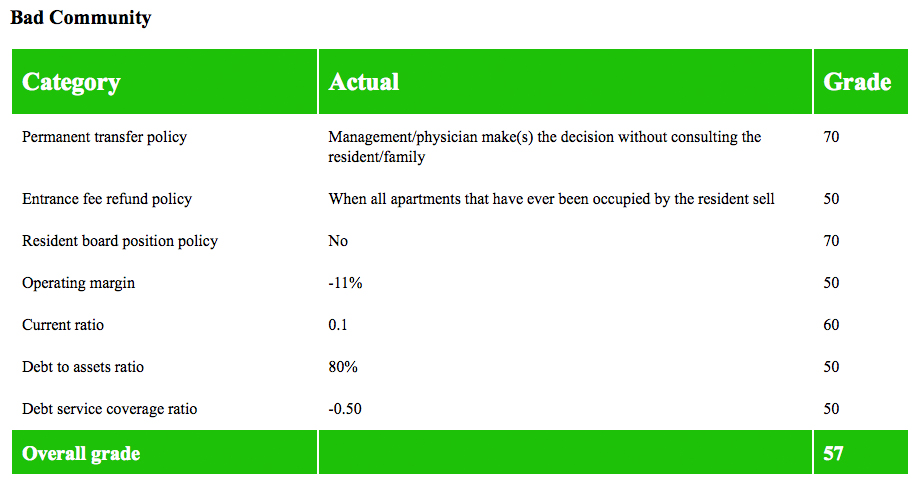 Bad Community
Category Actual Grade
Permanent transfer policy Management/physician make(s) the decision without consulting the 70
resident/family
Entrance fee refund policy When all apartments that have ever been occupied by the resident sell 50
Resident board position policy No 70
Operating margin -11% 50
Current ratio 0.1 60
Debt to assets ratio 80% 50
Debt service coverage ratio -0.50 50
Overall grade 57